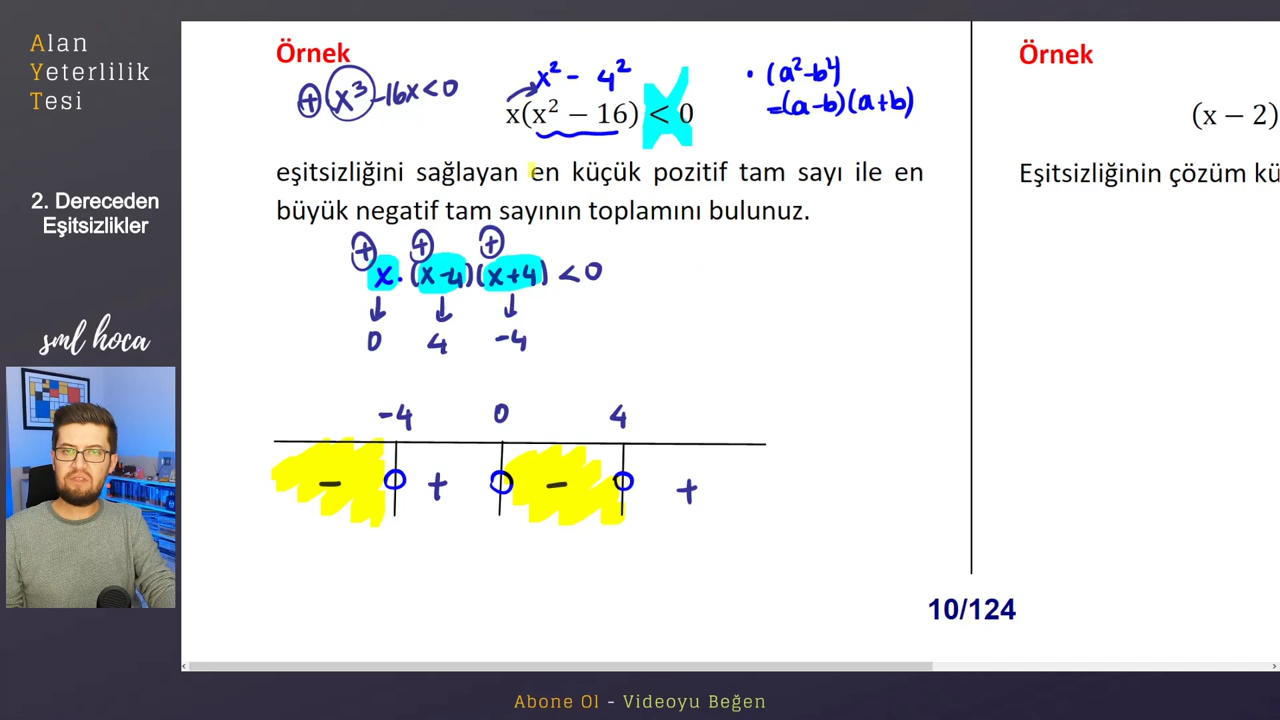 Alan
Yeterlilik
Tesi
2. Dereceden
Eşitsizlikler
sml hoca
Örnek
+ x³ - 16x < 0
x² - 4²
x(x² − 16) < 0
• (a² - b²)
= (a - b)(a + b)
eşitsizliğini sağlayan en küçük pozitif tam sayı ile en
büyük negatif tam sayının toplamını bulunuz.
+ + +
x . (x - 4)(x + 4) < 0
0 4 -4
-4 0 4
- + - +
10/124
Örnek
(x − 2)
Eşitsizliğinin çözüm kü
Abone Ol - Videoyu Beğen